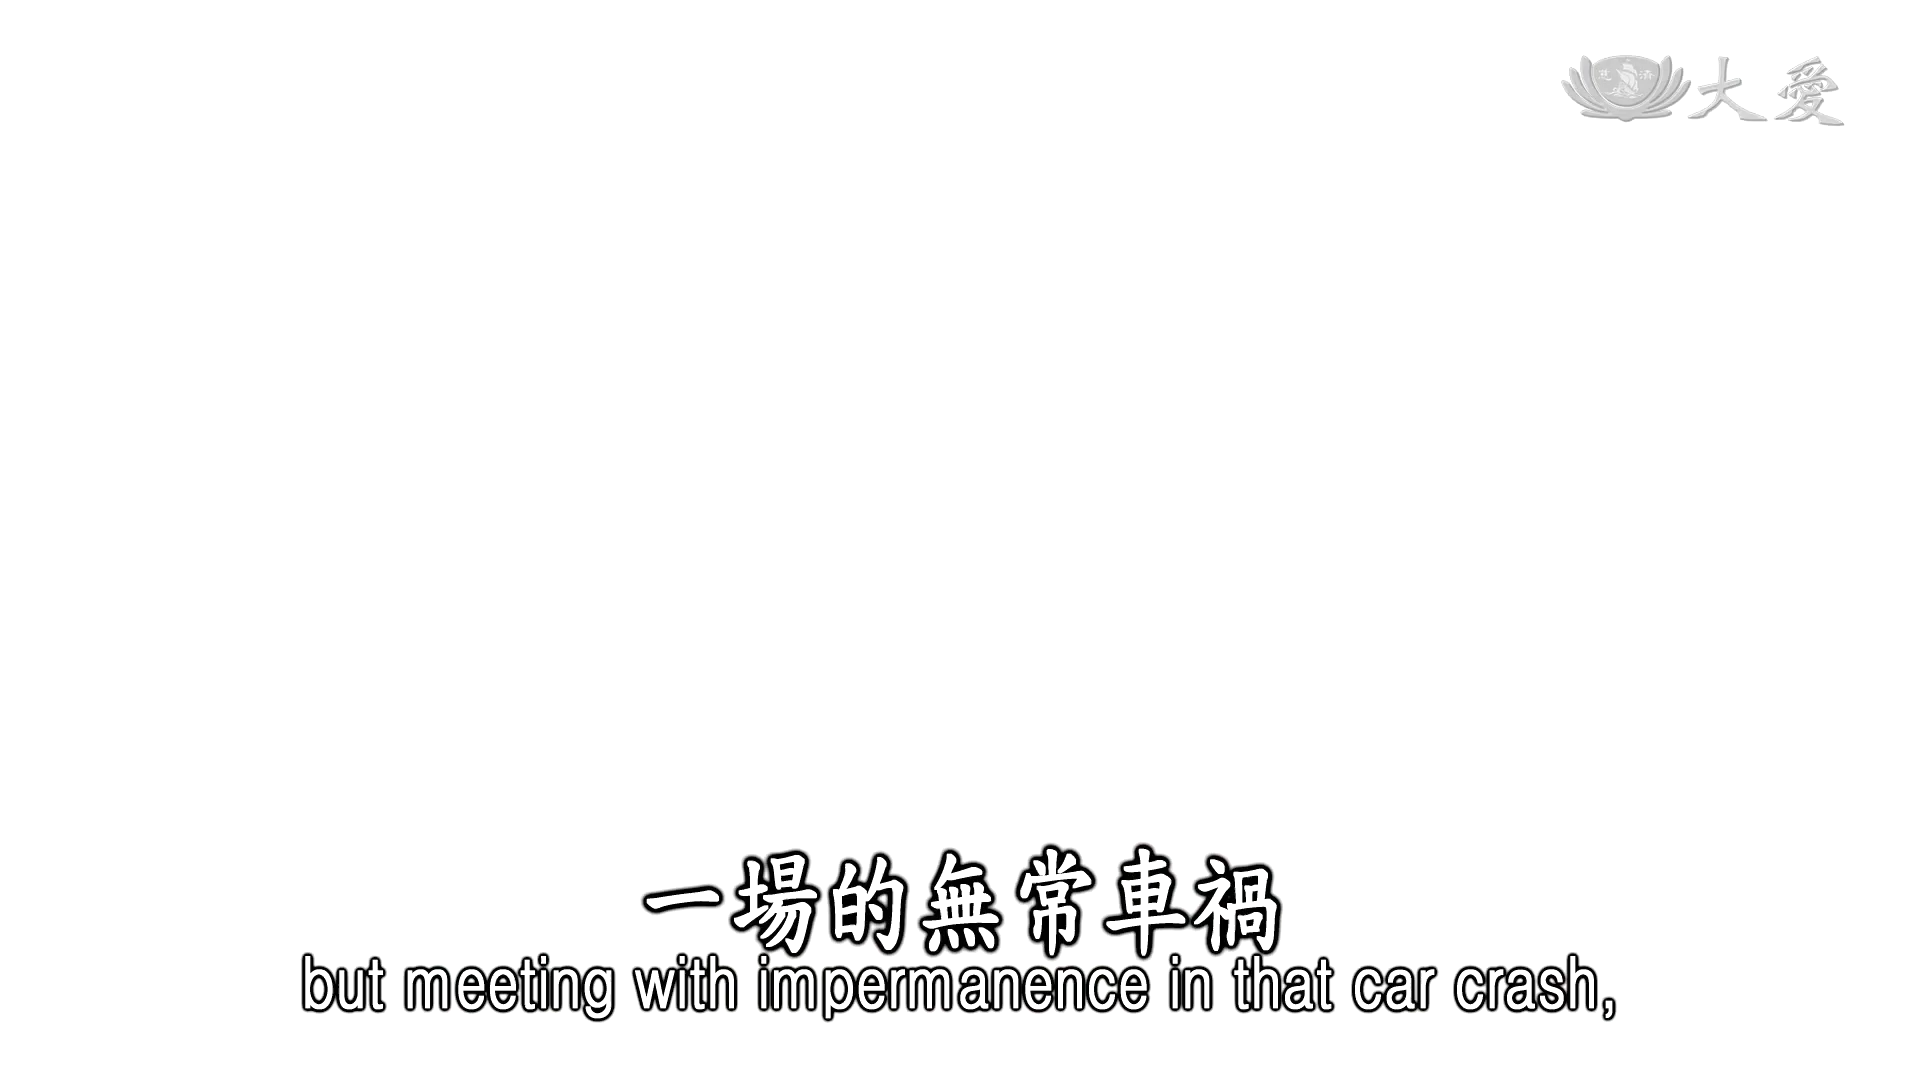 大愛
一場的無常車禍
but meeting with impermanence in that car crash,